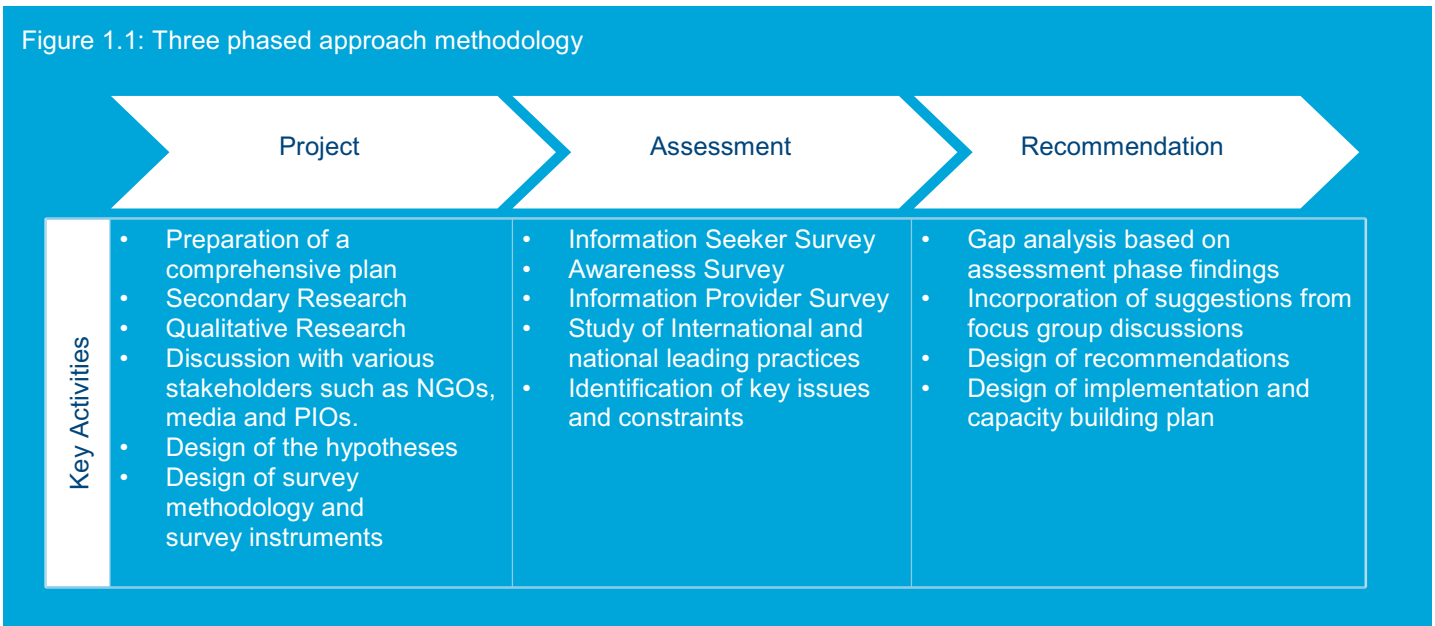 Figure 1.1: Three phased approach methodology
Project
Assessment
Recommendation
Key Activities
• Preparation of a
comprehensive plan
• Secondary Research
• Qualitative Research
• Discussion with various
stakeholders such as NGOs,
media and PIOs.
• Design of the hypotheses
• Design of survey
methodology and
survey instruments
• Information Seeker Survey
• Awareness Survey
• Information Provider Survey
• Study of International and
national leading practices
• Identification of key issues
and constraints
• Gap analysis based on
assessment phase findings
• Incorporation of suggestions from
focus group discussions
• Design of recommendations
• Design of implementation and
capacity building plan